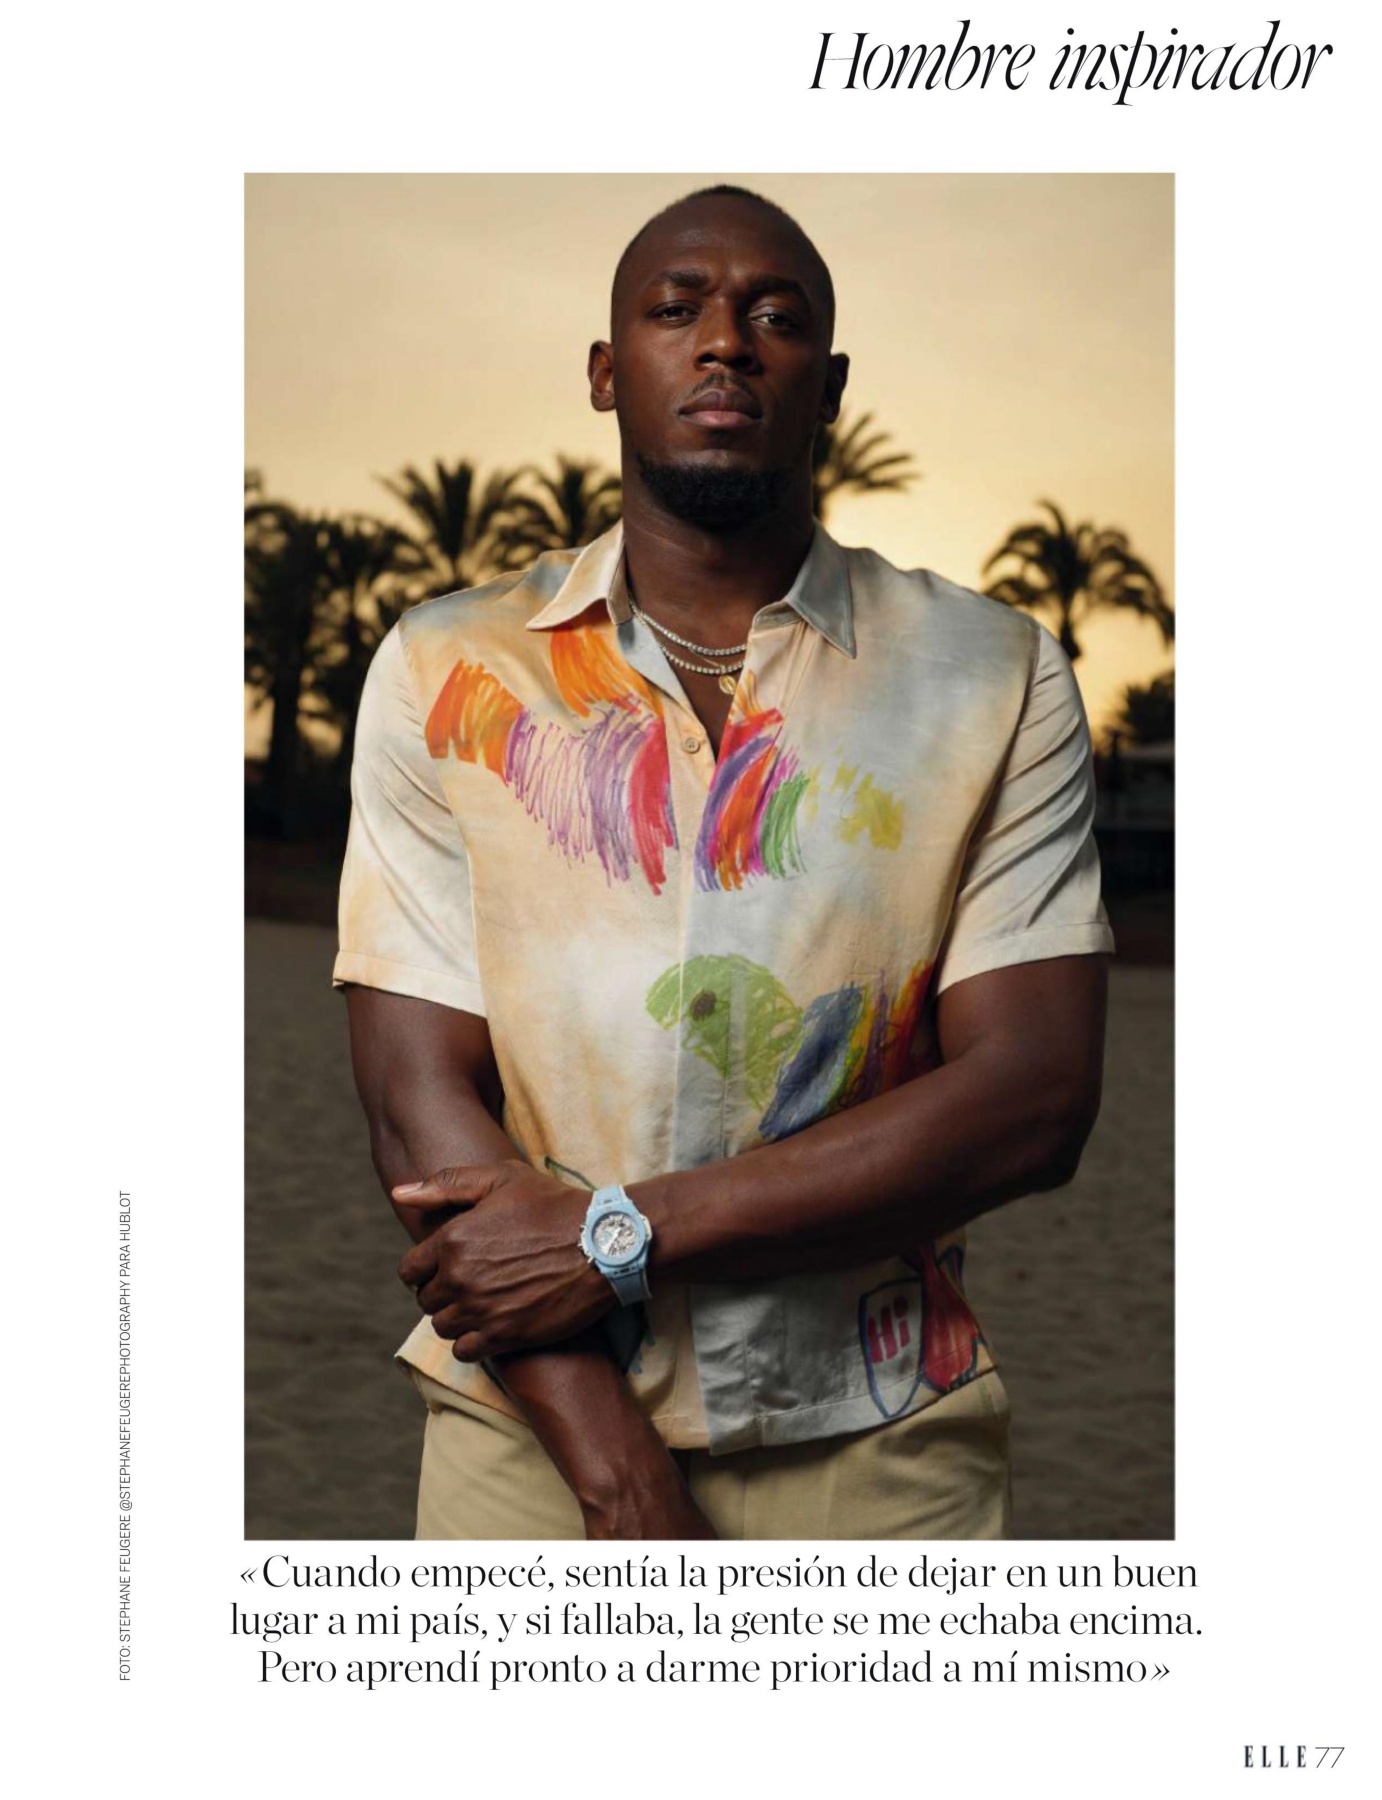 Hombre inspirador
Hi
FOTO: STEPHANE FEUGERE @STEPHANEFEUGEREPHOTOGRAPHY PARA HUBLOT
«Cuando empecé, sentía la presión de dejar en un buen
lugar a mi país, y si fallaba, la gente se me echaba encima.
Pero aprendí pronto a darme prioridad a mí mismo»
ELLE 77